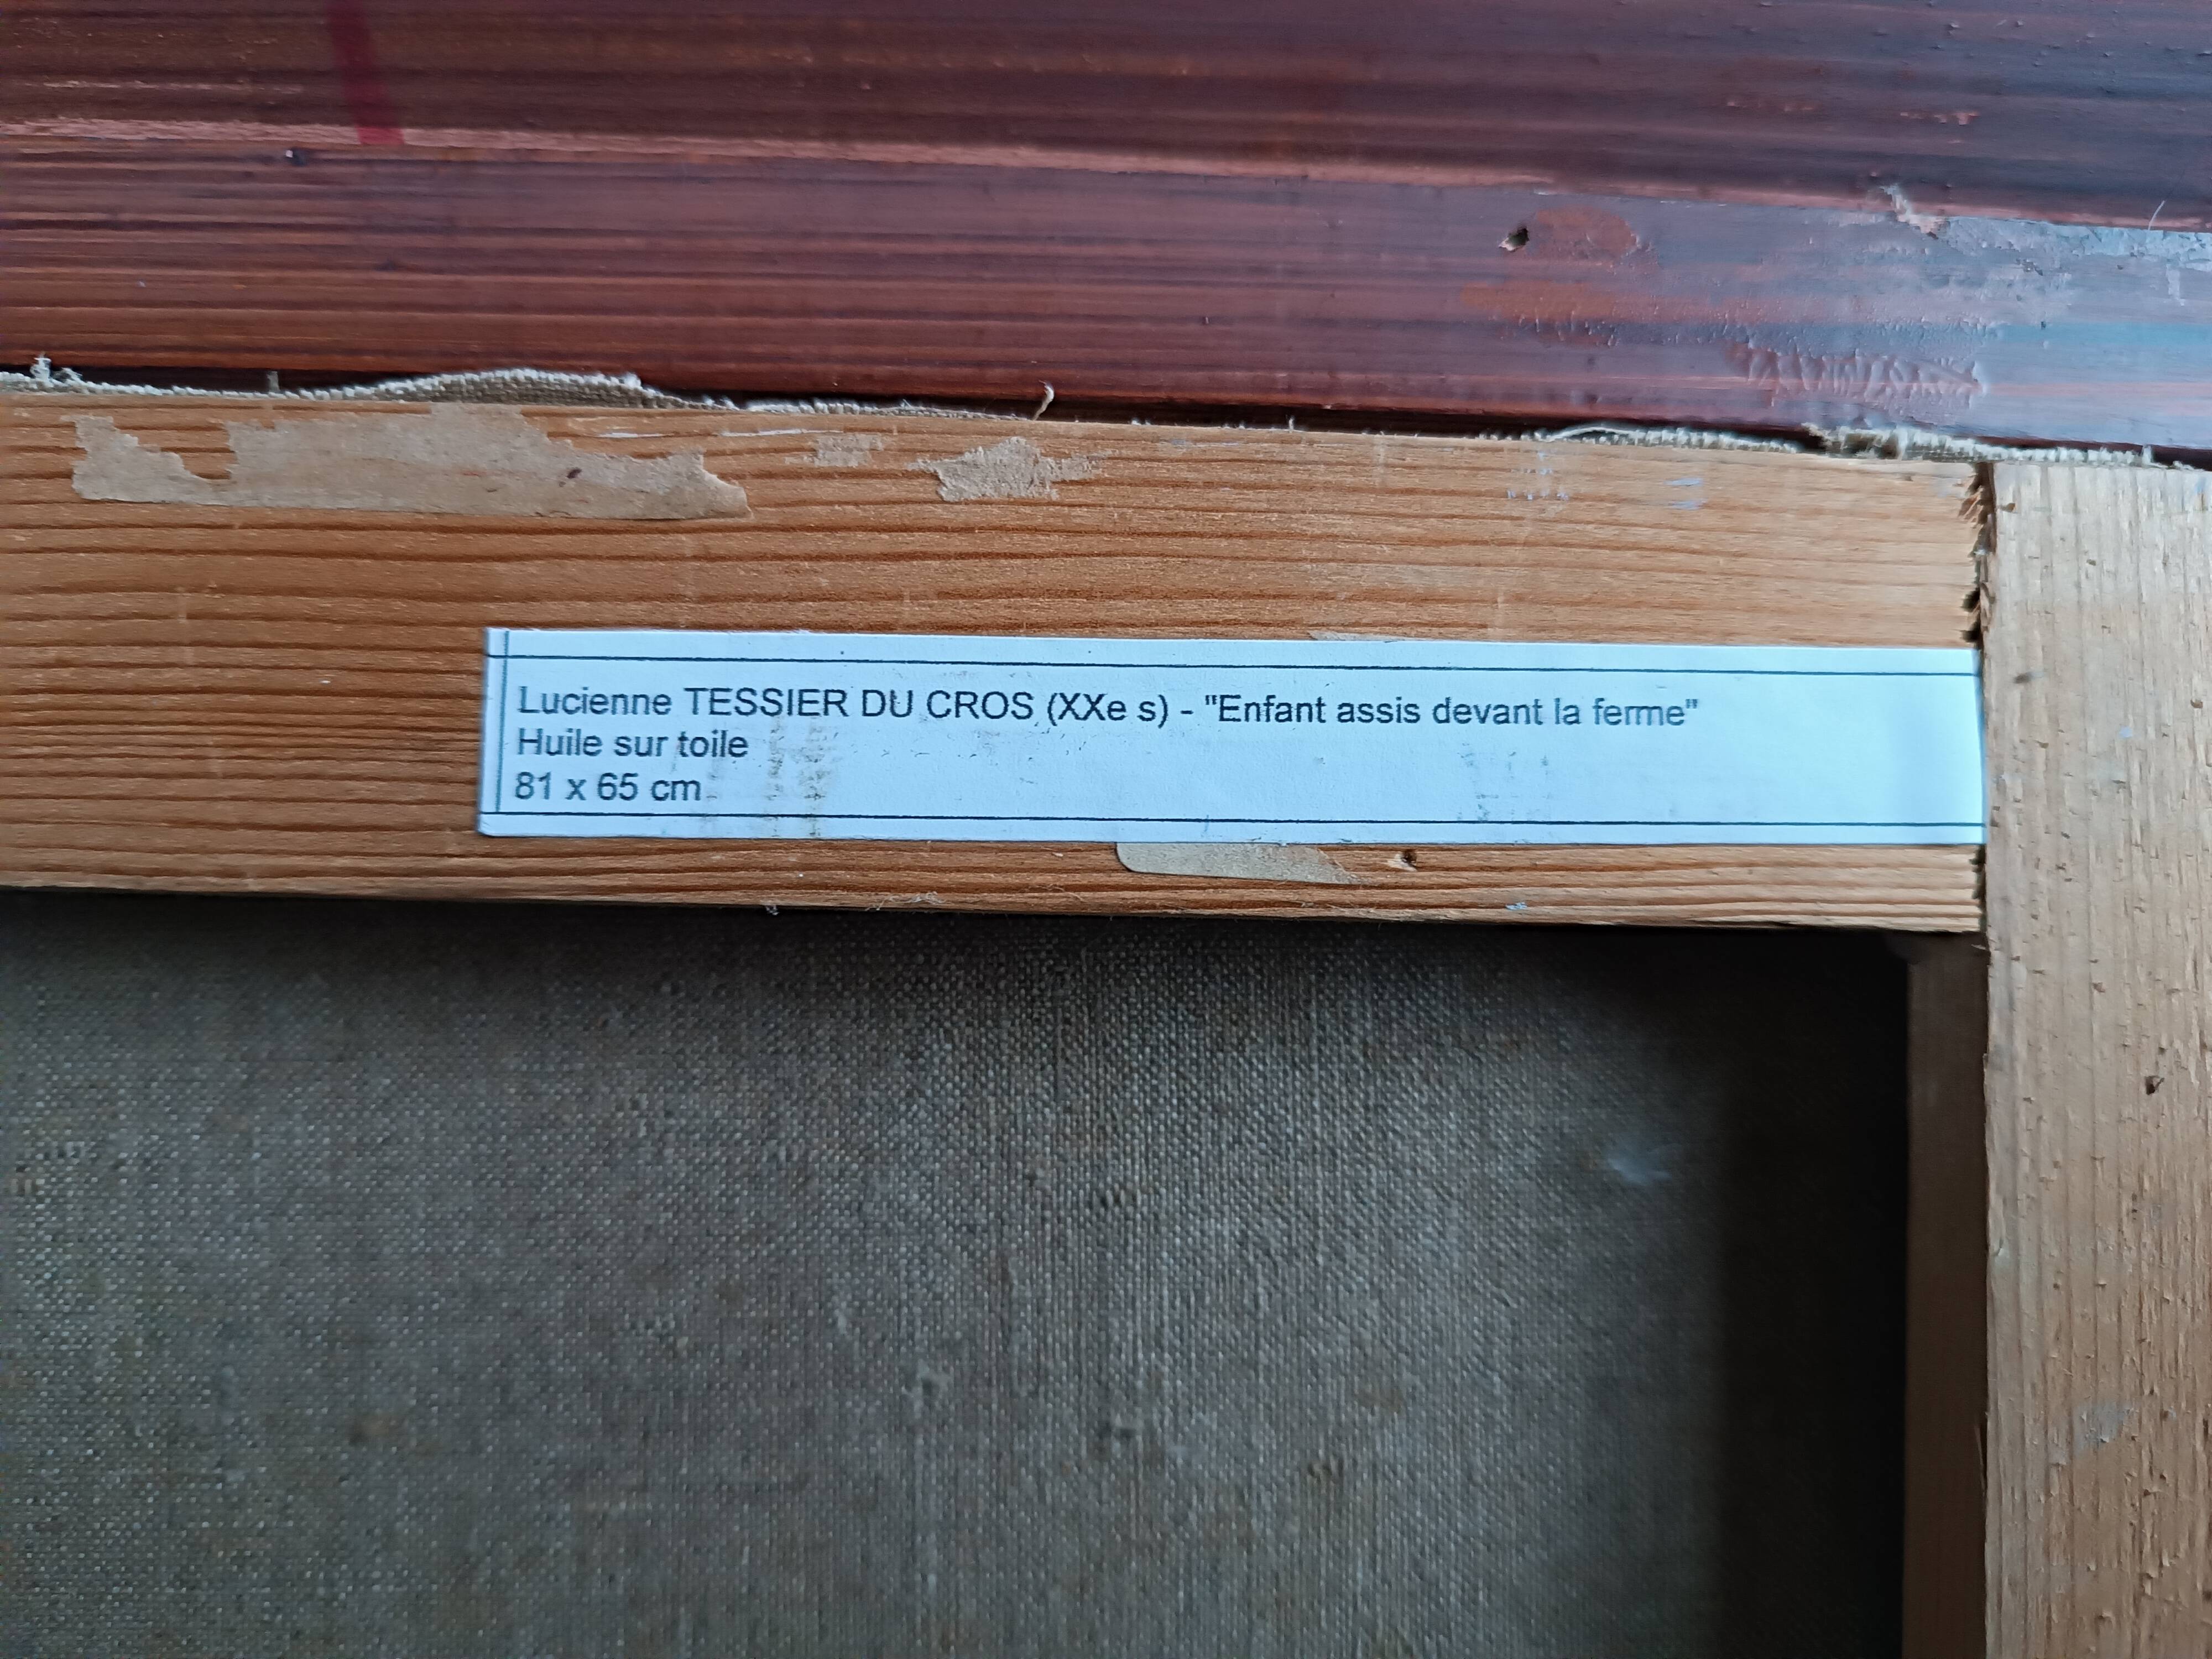 Lucienne TESSIER DU CROS (XXe s) - "Enfant assis devant la ferme"
Huile sur toile
81 x 65 cm